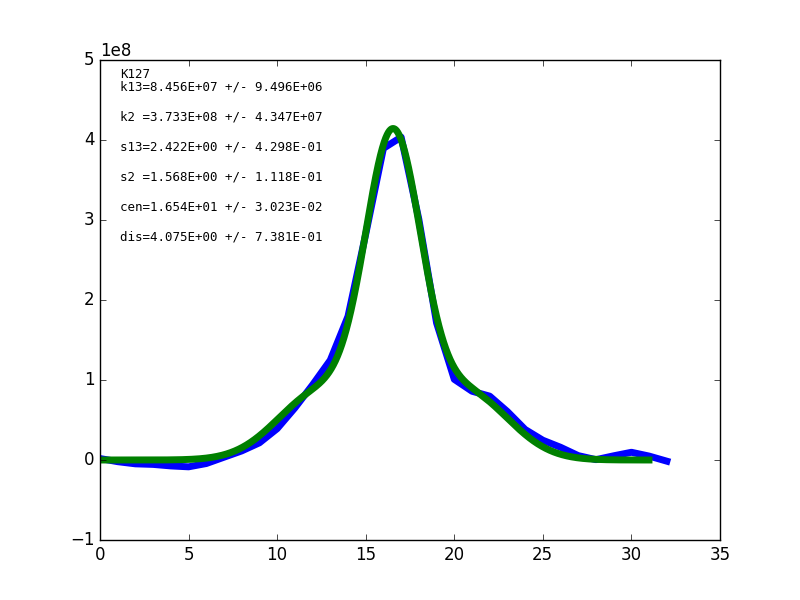 1e8
K127
k13=8.456E+07 +/- 9.496E+06
k2 =3.733E+08 +/- 4.347E+07
s13=2.422E+00 +/- 4.298E-01
s2 =1.568E+00 +/- 1.118E-01
cen=1.654E+01 +/- 3.023E-02
dis=4.075E+00 +/- 7.381E-01
5
4
3
2
1
0
−1
0 5 10 15 20 25 30 35